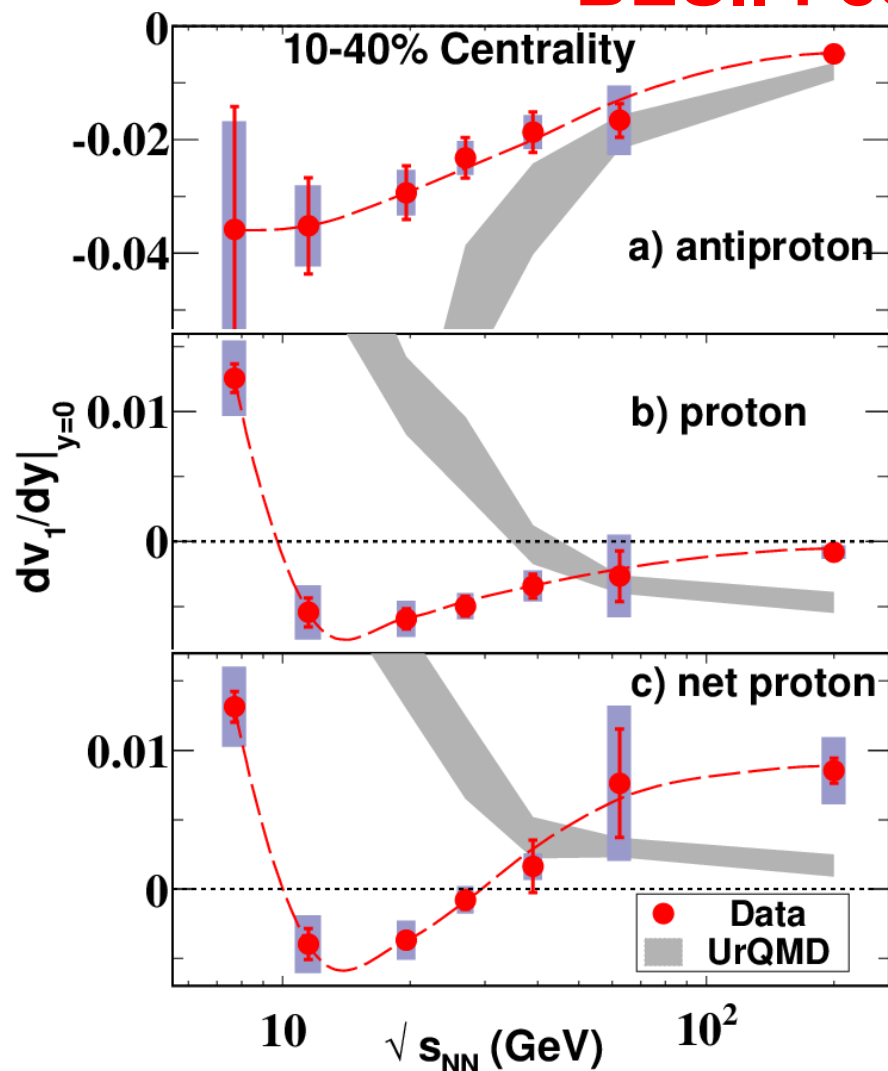 10-40% Centrality
0
-0.02
-0.04
a) antiproton
b) proton
0.01
0
c) net proton
0.01
0
dv1/dy|y=0
Data
UrQMD
10
10²
√ sNN (GeV)